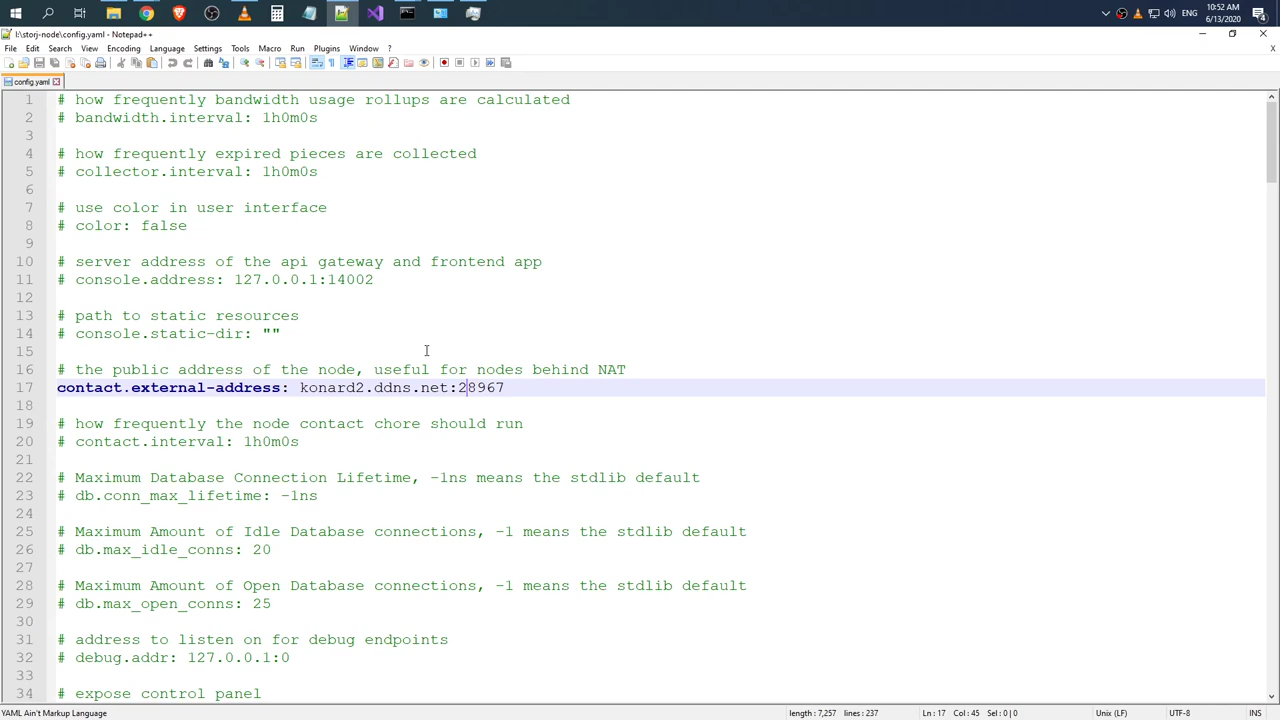 10:52 AM
ENG
6/13/2020
4
I:\storj-node\config.yaml - Notepad++
File Edit Search View Encoding Language Settings Tools Macro Run Plugins Window ?
X
config.yaml
1 # how frequently bandwidth usage rollups are calculated
2 # bandwidth.interval: 1h0m0s
3
4 # how frequently expired pieces are collected
5 # collector.interval: 1h0m0s
6
7 # use color in user interface
8 # color: false
9
10 # server address of the api gateway and frontend app
11 # console.address: 127.0.0.1:14002
12
13 # path to static resources
14 # console.static-dir: ""
15
16 # the public address of the node, useful for nodes behind NAT
17 contact.external-address: konard2.ddns.net:28967
18
19 # how frequently the node contact chore should run
20 # contact.interval: 1h0m0s
21
22 # Maximum Database Connection Lifetime, -1ns means the stdlib default
23 # db.conn_max_lifetime: -1ns
24
25 # Maximum Amount of Idle Database connections, -1 means the stdlib default
26 # db.max_idle_conns: 20
27
28 # Maximum Amount of Open Database connections, -1 means the stdlib default
29 # db.max_open_conns: 25
30
31 # address to listen on for debug endpoints
32 # debug.addr: 127.0.0.1:0
33
34 # expose control panel
YAML Ain't Markup Language length : 7,257 lines : 237 Ln : 17 Col : 45 Sel : 0 | 0 Unix (LF) UTF-8 INS